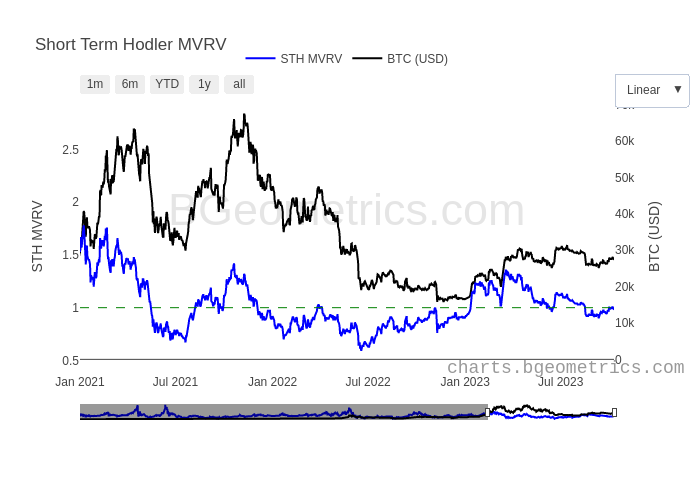 Short Term Hodler MVRV
STH MVRV
BTC (USD)
1m
6m
YTD
1y
all
Linear ▼
70k
60k
50k
40k
30k
20k
10k
0
2.5
2
1.5
1
0.5
STH MVRV
BTC (USD)
BGeometrics.com
charts.bgeometrics.com
Jan 2021
Jul 2021
Jan 2022
Jul 2022
Jan 2023
Jul 2023